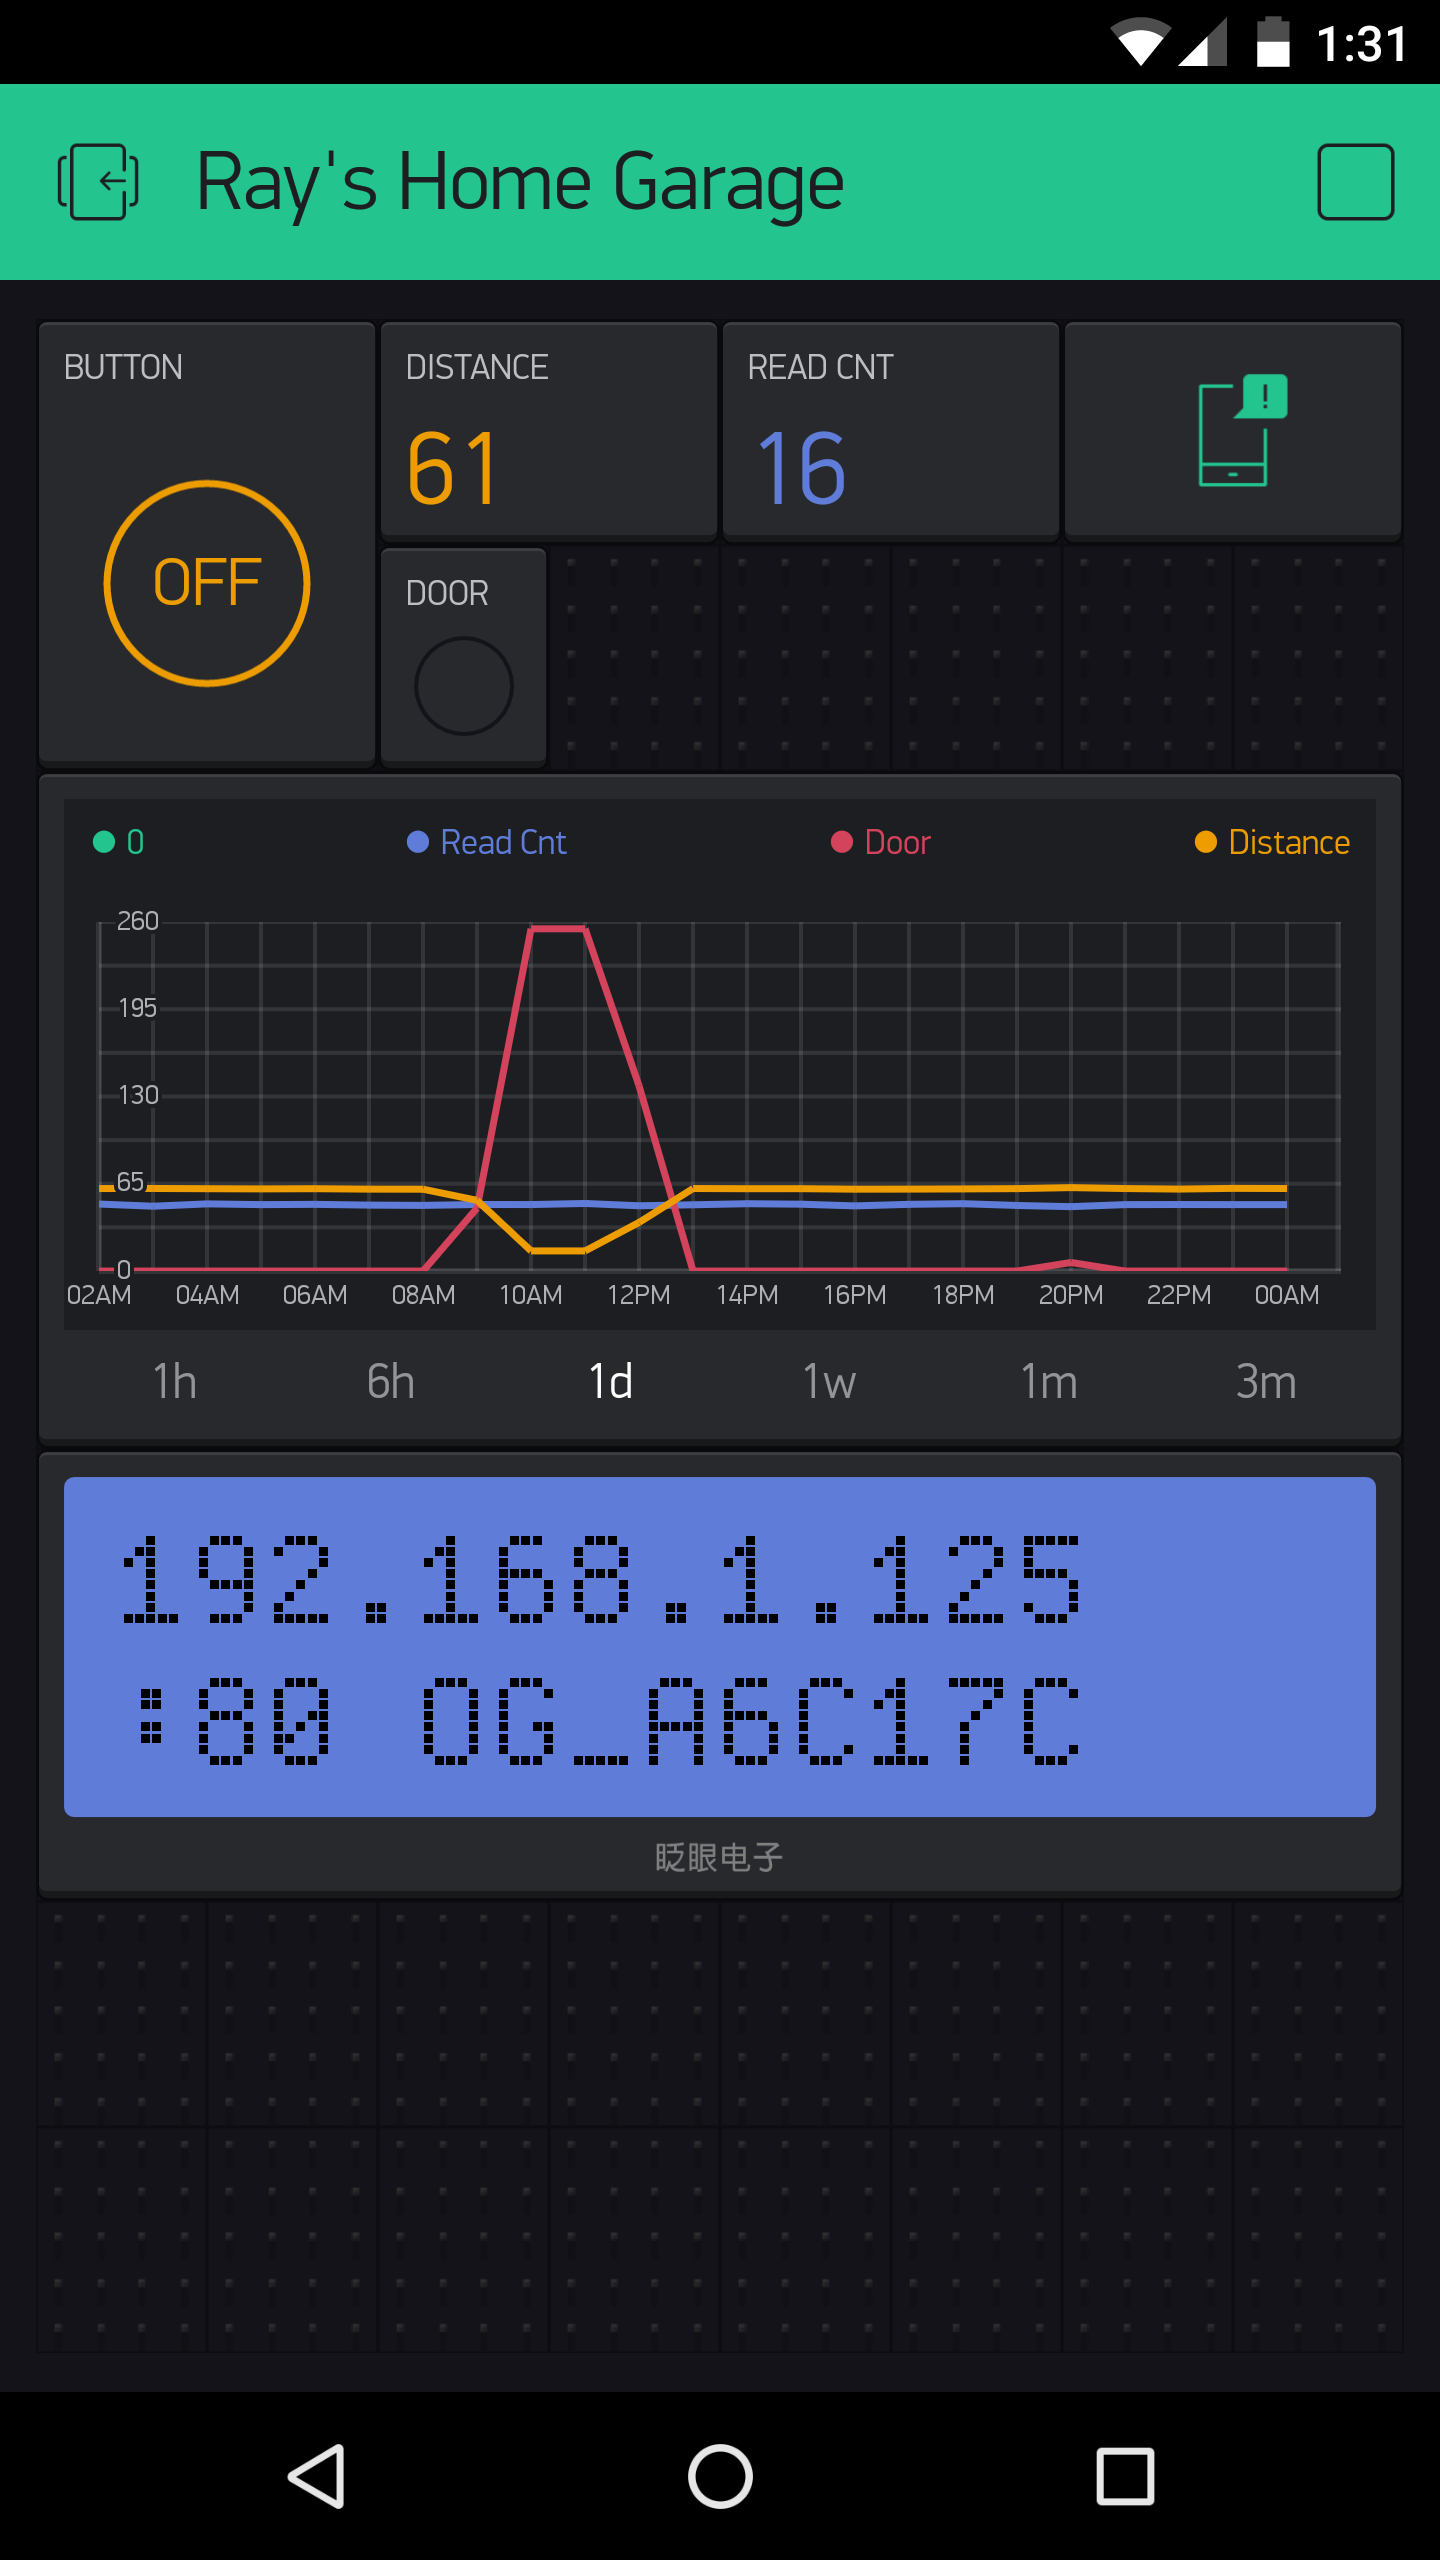 1:31
Ray's Home Garage
BUTTON
DISTANCE
READ CNT
61
16
!
OFF
DOOR
0
Read Cnt
Door
Distance
260
195
130
65
0
02AM 04AM 06AM 08AM 10AM 12PM 14PM 16PM 18PM 20PM 22PM 00AM
1h 6h 1d 1w 1m 3m
192.168.1.125
:80 OG_A6C17C
眨眼电子